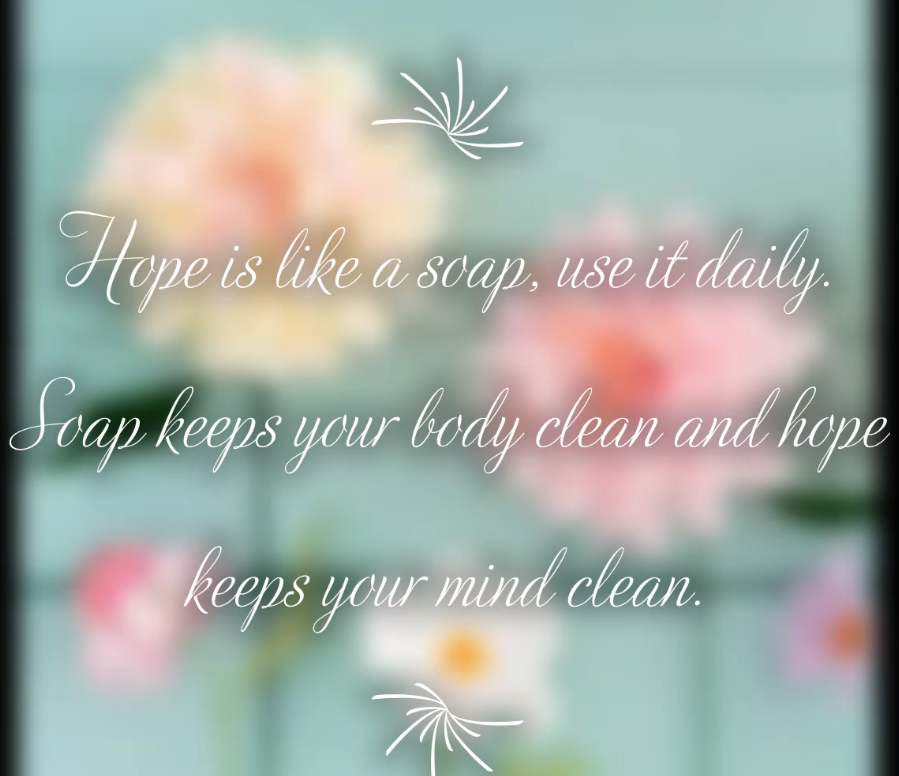 Hope is like a soap, use it daily.
Soap keeps your body clean and hope
keeps your mind clean.